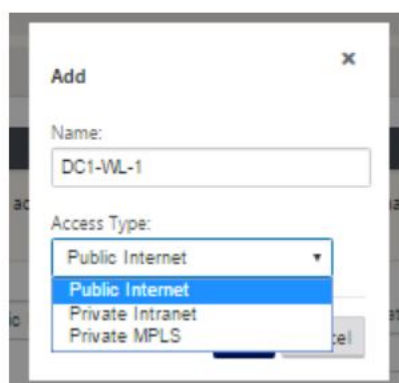 Add
×
Name:
DC1-WL-1
Access Type:
Public Internet
Public Internet
Private Intranet
Private MPLS